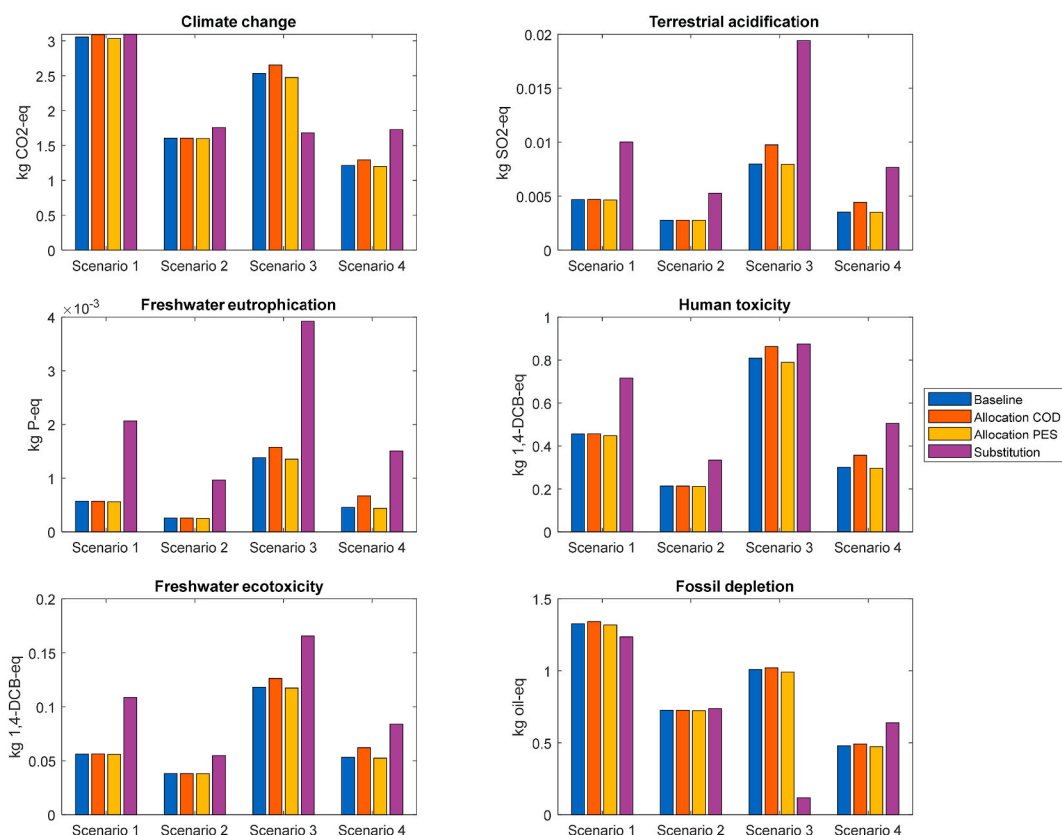 Climate change
kg CO2-eq
3
2.5
2
1.5
1
0.5
0
Scenario 1 Scenario 2 Scenario 3 Scenario 4
Terrestrial acidification
kg SO2-eq
0.02
0.015
0.01
0.005
0
Scenario 1 Scenario 2 Scenario 3 Scenario 4
Freshwater eutrophication
×10-3
kg P-eq
4
3
2
1
0
Scenario 1 Scenario 2 Scenario 3 Scenario 4
Human toxicity
kg 1,4-DCB-eq
1
0.8
0.6
0.4
0.2
0
Scenario 1 Scenario 2 Scenario 3 Scenario 4
Baseline
Allocation COD
Allocation PES
Substitution
Freshwater ecotoxicity
kg 1,4-DCB-eq
0.2
0.15
0.1
0.05
0
Scenario 1 Scenario 2 Scenario 3 Scenario 4
Fossil depletion
kg oil-eq
1.5
1
0.5
0
Scenario 1 Scenario 2 Scenario 3 Scenario 4